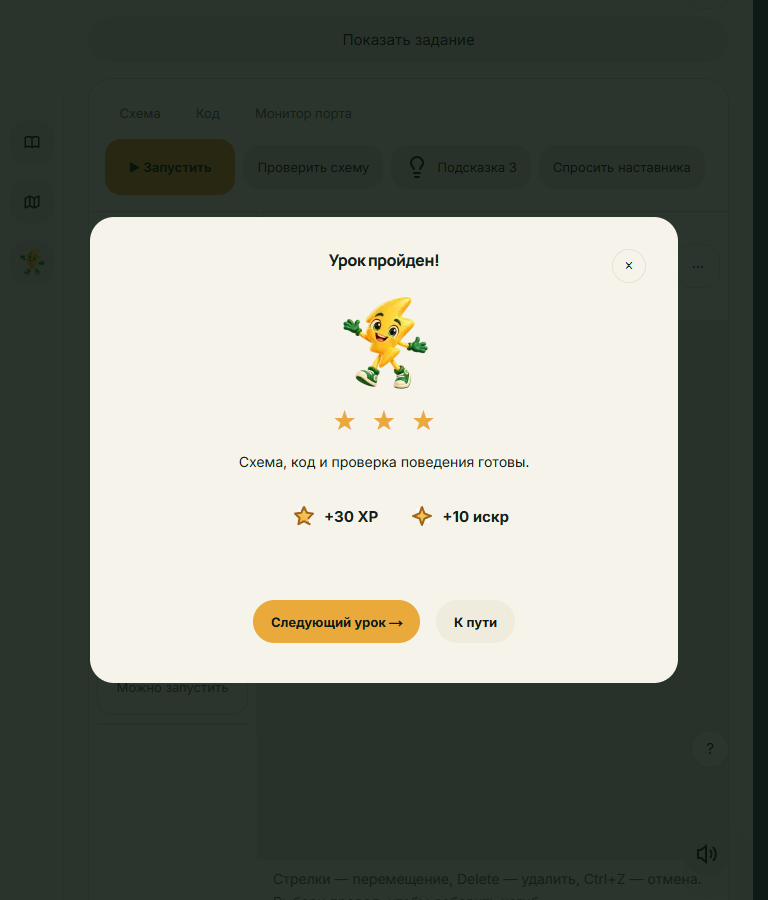 Показать задание
Схема Код Монитор порта
Запустить Проверить схему Подсказка 3 Спросить наставника
Урок пройден!
×
...
Схема, код и проверка поведения готовы.
+30 XP +10 искр
Следующий урок → К пути
Можно запустить
?
Стрелки — перемещение, Delete — удалить, Ctrl+Z — отмена.